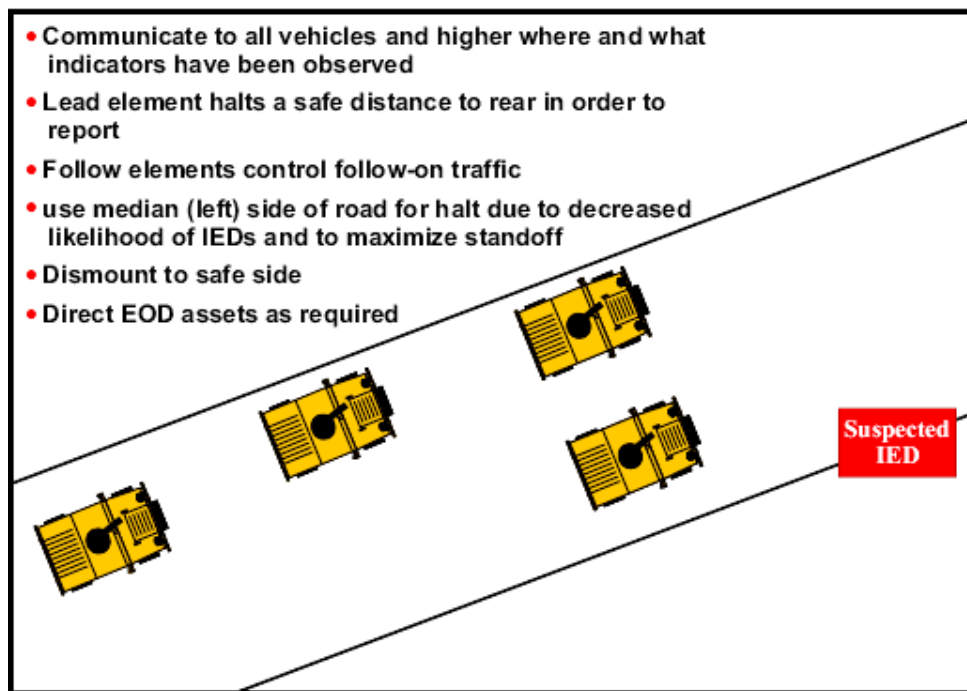 • Communicate to all vehicles and higher where and what
indicators have been observed
• Lead element halts a safe distance to rear in order to
report
• Follow elements control follow-on traffic
• use median (left) side of road for halt due to decreased
likelihood of IEDs and to maximize standoff
• Dismount to safe side
• Direct EOD assets as required
Suspected
IED